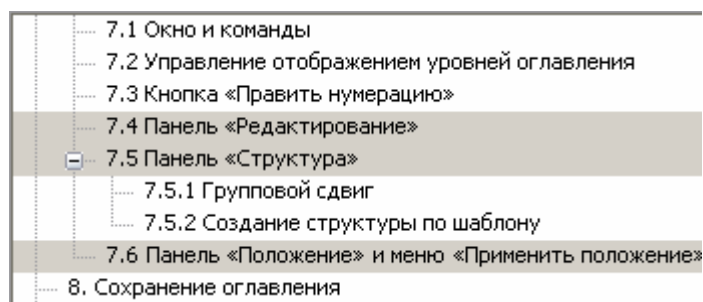 7.1 Окно и команды
7.2 Управление отображением уровней оглавления
7.3 Кнопка «Править нумерацию»
7.4 Панель «Редактирование»
7.5 Панель «Структура»
7.5.1 Групповой сдвиг
7.5.2 Создание структуры по шаблону
7.6 Панель «Положение» и меню «Применить положение»
8. Сохранение оглавления